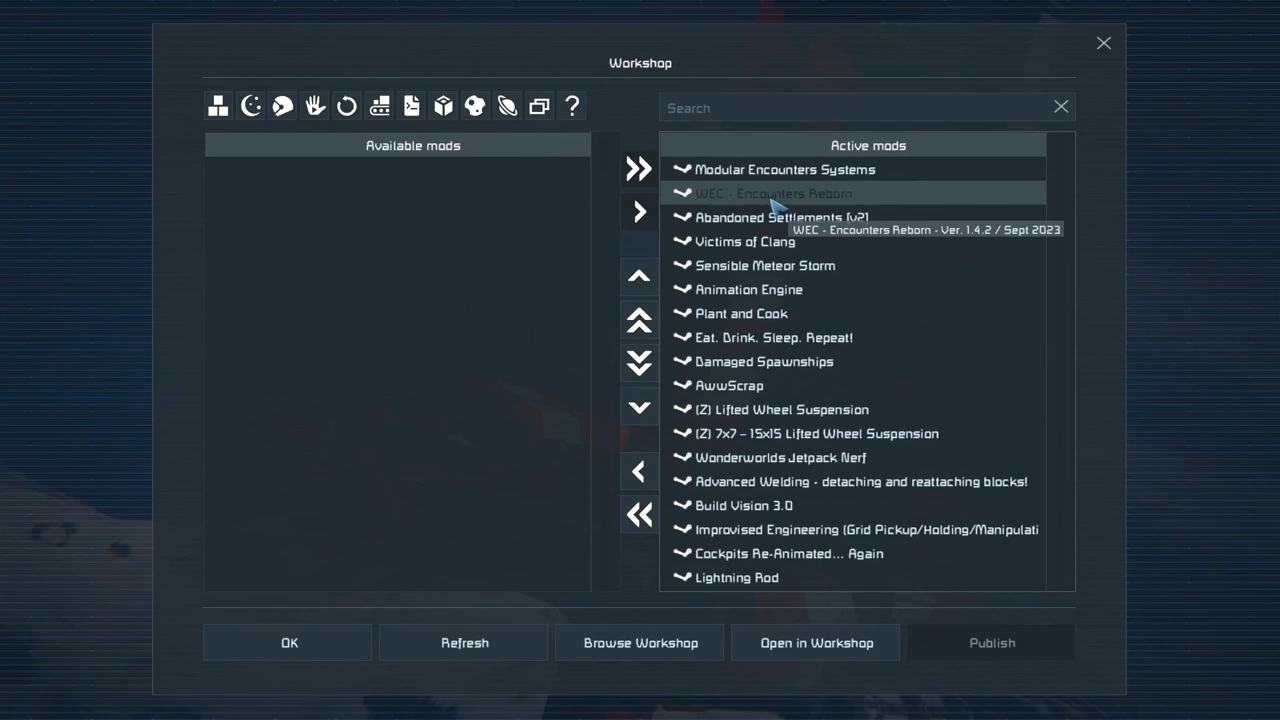 Workshop
?
Search
Available mods
Active mods
Modular Encounters Systems
WEC - Encounters Reborn
Abandoned Settlements [v2]
WEC - Encounters Reborn - Ver. 1.4.2 / Sept 2023
Victims of Clang
Sensible Meteor Storm
Animation Engine
Plant and Cook
Eat. Drink. Sleep. Repeat!
Damaged Spawnships
AwwScrap
(Z) Lifted Wheel Suspension
(Z) 7x7 - 15x15 Lifted Wheel Suspension
Wonderworlds Jetpack Nerf
Advanced Welding - detaching and reattaching blocks!
Build Vision 3.0
Improvised Engineering (Grid Pickup/Holding/Manipulati
Cockpits Re-Animated... Again
Lightning Rod
OK
Refresh
Browse Workshop
Open in Workshop
Publish